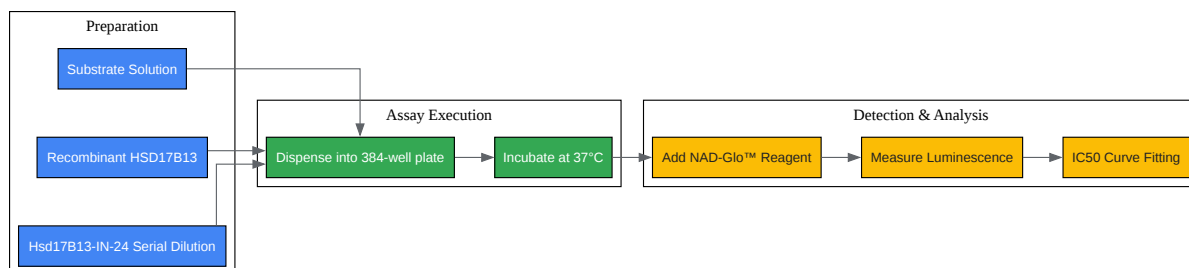 Preparation
Substrate Solution
Recombinant HSD17B13
Hsd17B13-IN-24 Serial Dilution
Assay Execution
Dispense into 384-well plate
Incubate at 37°C
Detection & Analysis
Add NAD-Glo™ Reagent
Measure Luminescence
IC50 Curve Fitting